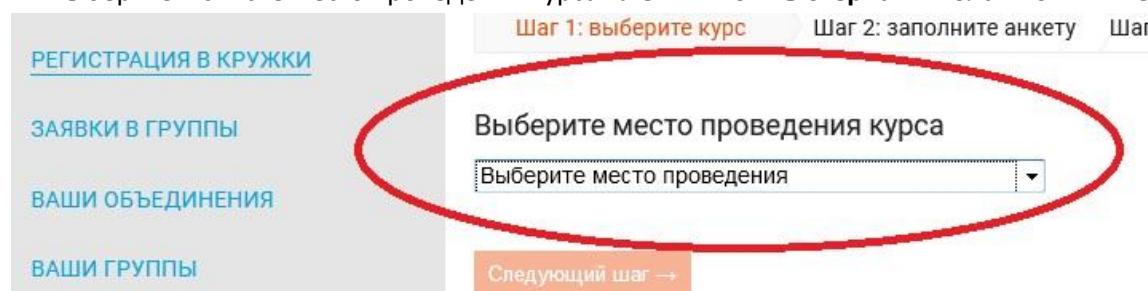 Шаг 1: выберите курс Шаг 2: заполните анкету Шаг
РЕГИСТРАЦИЯ В КРУЖКИ
ЗАЯВКИ В ГРУППЫ
Выберите место проведения курса
Выберите место проведения
ВАШИ ОБЪЕДИНЕНИЯ
ВАШИ ГРУППЫ
Следующий шаг →